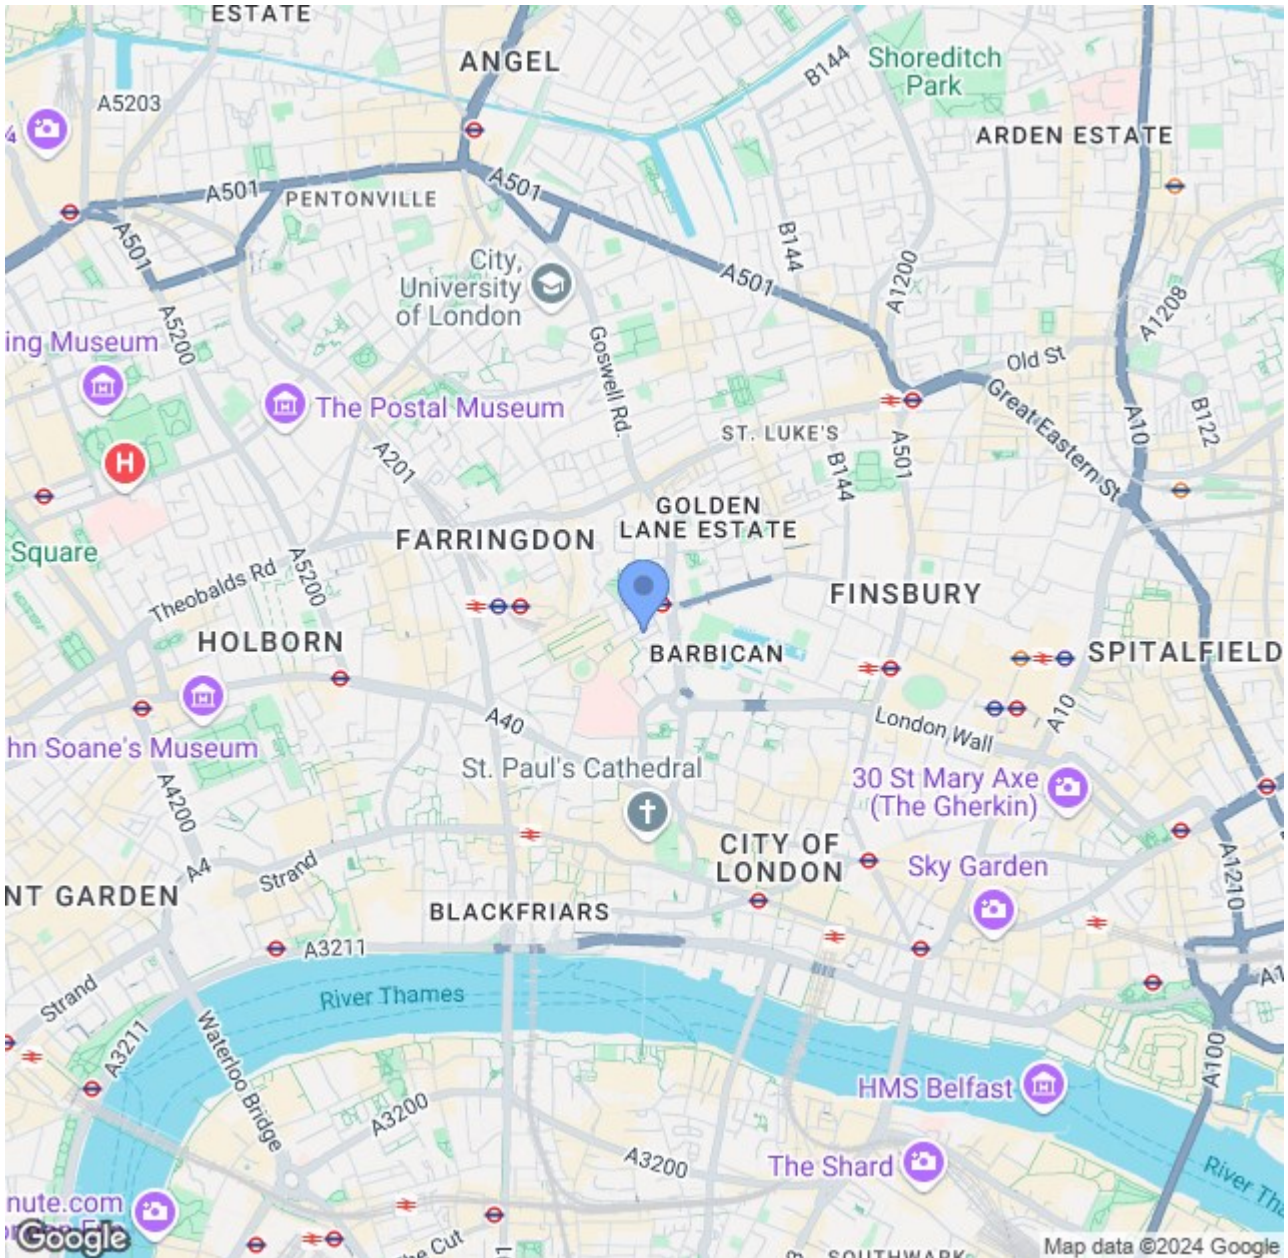 ESTATE
ANGEL
B144
Shoreditch
Park
A5203
ARDEN ESTATE
A501
PENTONVILLE
A501
A501
City,
University
of London
A501
B144
A1200
A5200
A1208
ing Museum
Goswell Rd.
Old St
The Postal Museum
Great Eastern St
A10
B122
ST. LUKE'S
A501
B144
A201
H
GOLDEN
LANE ESTATE
FARRINGDON
Square
Theobalds Rd
A5200
FINSBURY
HOLBORN
BARBICAN
SPITALFIELD
A40
London Wall
A10
hn Soane's Museum
St. Paul's Cathedral
30 St Mary Axe
(The Gherkin)
A4200
CITY OF
LONDON
A4
Strand
Sky Garden
A1210
NT GARDEN
BLACKFRIARS
A3211
River Thames
Strand
A3211
Waterloo Bridge
A100
HMS Belfast
A3200
A3200
The Shard
River Tha
nute.com
Google
The Cut
SOUTHWARK
Map data ©2024 Google